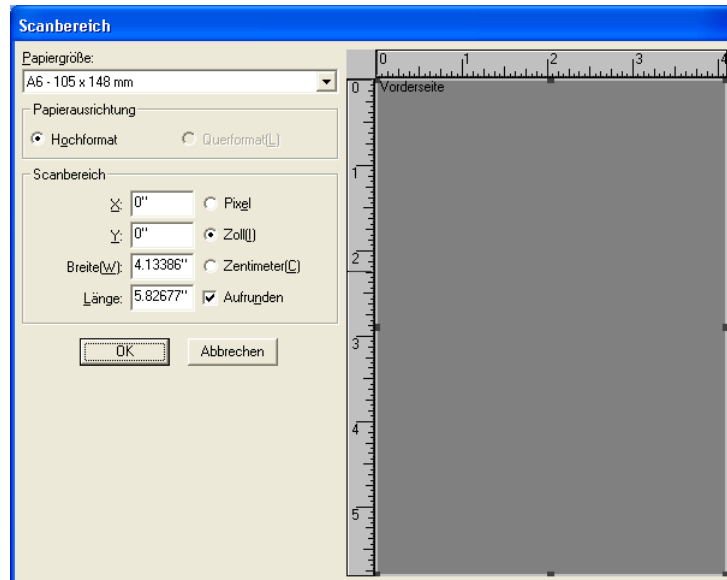 Scanbereich
Papiergröße:
A6 - 105 x 148 mm
Papierausrichtung
Hochformat
Querformat(L)
Scanbereich
X: 0''
Pixel
Y: 0''
Zoll(I)
Breite(W): 4.13386''
Zentimeter(C)
Länge: 5.82677''
Aufrunden
OK
Abbrechen
0 1 2 3 4
0
Vorderseite
1
2
3
4
5